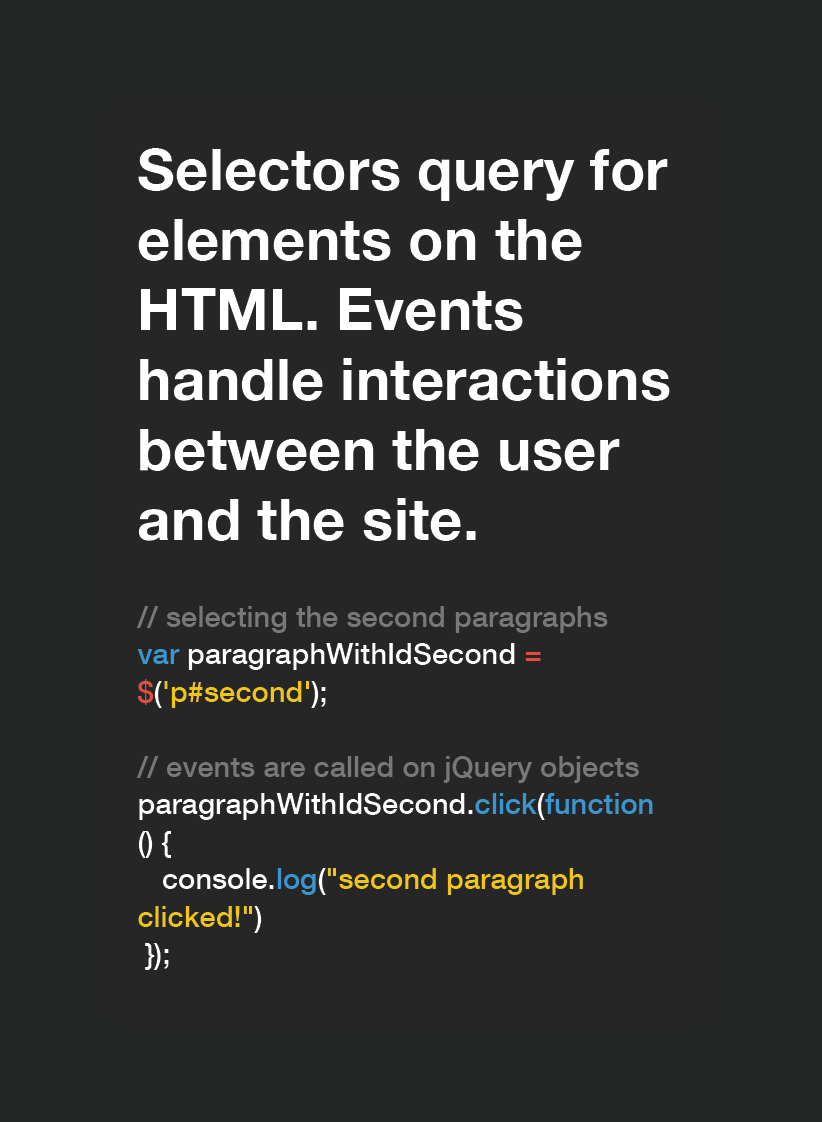 Selectors query for
elements on the
HTML. Events
handle interactions
between the user
and the site.
// selecting the second paragraphs
var paragraphWithIdSecond =
$('p#second');
// events are called on jQuery objects
paragraphWithIdSecond.click(function
() {
console.log("second paragraph
clicked!")
});